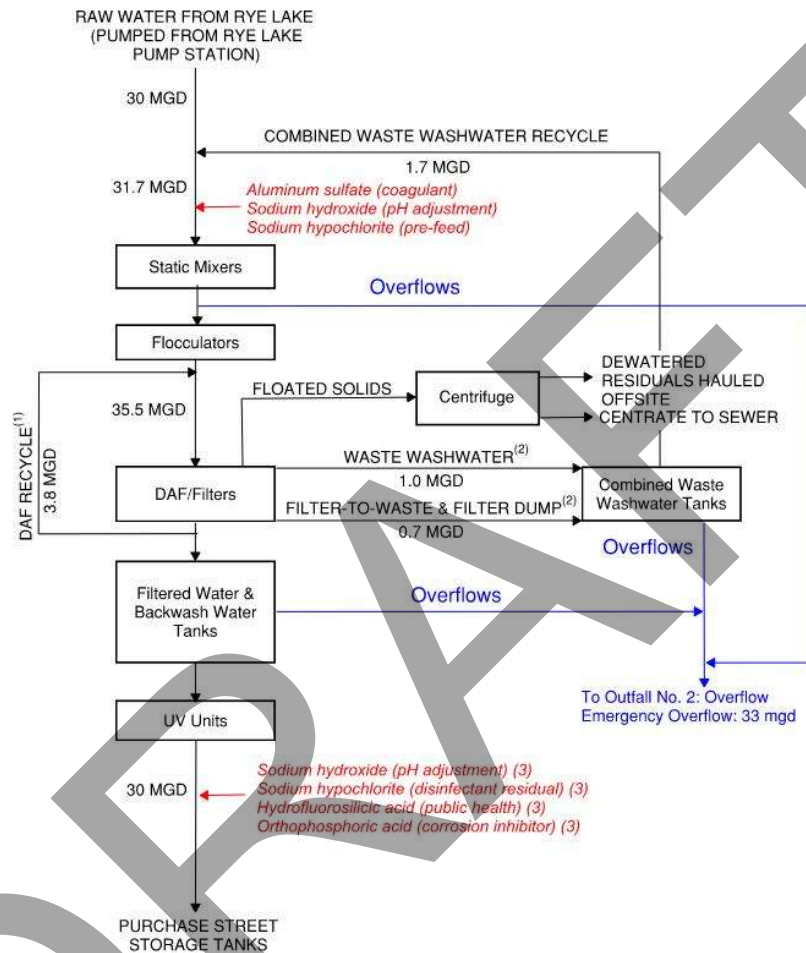 RAW WATER FROM RYE LAKE
(PUMPED FROM RYE LAKE
PUMP STATION)
30 MGD
COMBINED WASTE WASHWATER RECYCLE
1.7 MGD
31.7 MGD
Aluminum sulfate (coagulant)
Sodium hydroxide (pH adjustment)
Sodium hypochlorite (pre-feed)
Static Mixers
Overflows
Flocculators
DEWATERED
RESIDUALS HAULED
OFFSITE
CENTRATE TO SEWER
FLOATED SOLIDS
Centrifuge
35.5 MGD
DAF RECYCLE(1)
3.8 MGD
WASTE WASHWATER(2)
1.0 MGD
DAF/Filters
FILTER-TO-WASTE & FILTER DUMP(2)
0.7 MGD
Combined Waste
Washwater Tanks
Overflows
Filtered Water &
Backwash Water
Tanks
Overflows
To Outfall No. 2: Overflow
Emergency Overflow: 33 mgd
UV Units
30 MGD
Sodium hydroxide (pH adjustment) (3)
Sodium hypochlorite (disinfectant residual) (3)
Hydrofluorosilicic acid (public health) (3)
Orthophosphoric acid (corrosion inhibitor) (3)
PURCHASE STREET
STORAGE TANKS
DRAFT